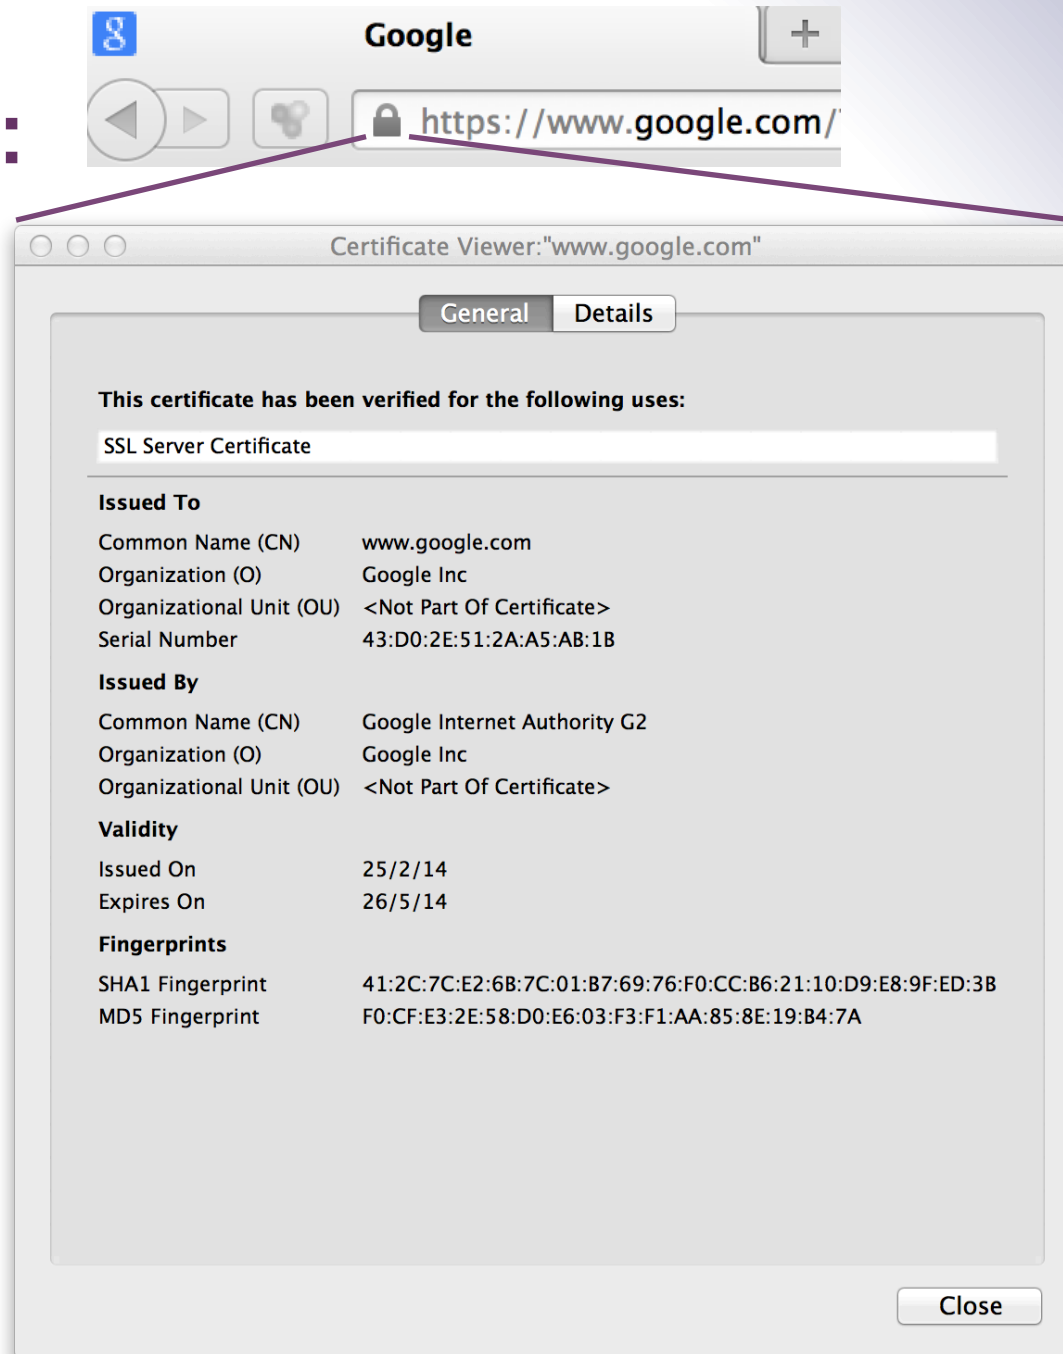 g Google +
https://www.google.com/
Certificate Viewer:"www.google.com"
General Details
This certificate has been verified for the following uses:
SSL Server Certificate
Issued To
Common Name (CN) www.google.com
Organization (O) Google Inc
Organizational Unit (OU) <Not Part Of Certificate>
Serial Number 43:D0:2E:51:2A:A5:AB:1B
Issued By
Common Name (CN) Google Internet Authority G2
Organization (O) Google Inc
Organizational Unit (OU) <Not Part Of Certificate>
Validity
Issued On 25/2/14
Expires On 26/5/14
Fingerprints
SHA1 Fingerprint 41:2C:7C:E2:6B:7C:01:B7:69:76:F0:CC:B6:21:10:D9:E8:9F:ED:3B
MD5 Fingerprint F0:CF:E3:2E:58:D0:E6:03:F3:F1:AA:85:8E:19:B4:7A
Close